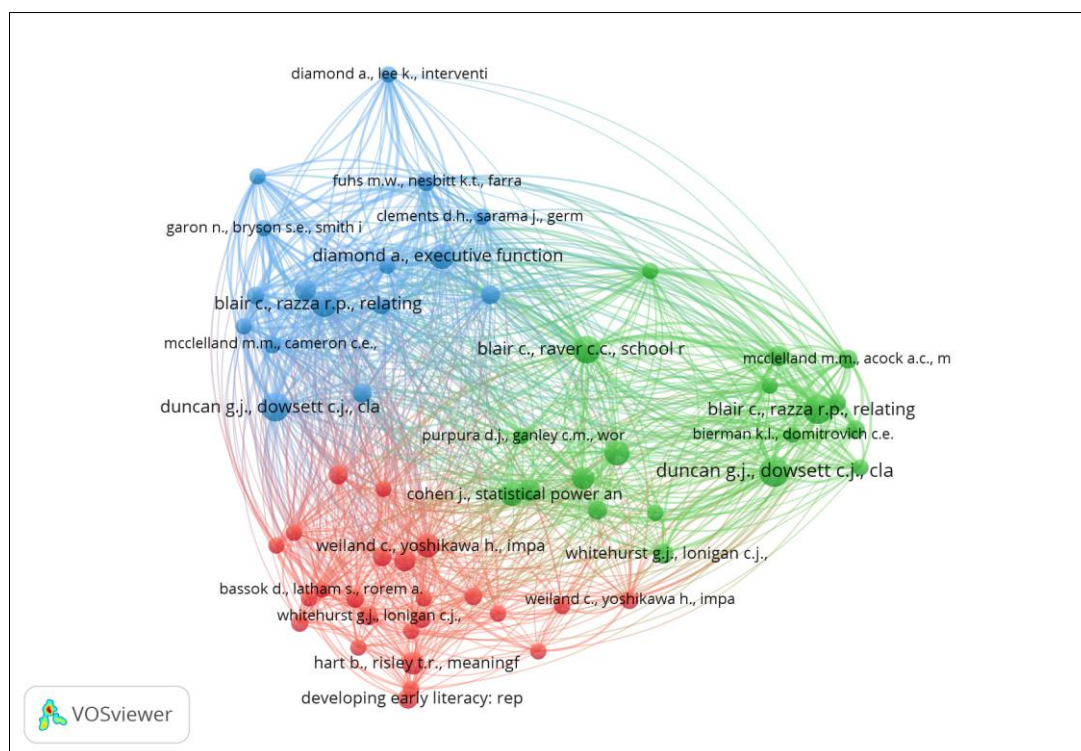 diamond a., lee k., interventi
fuhs m.w., nesbitt k.t., farra
clements d.h., sarama j., germ
garon n., bryson s.e., smith i
diamond a., executive function
blair c., razza r.p., relating
mcclelland m.m., cameron c.e.,
blair c., raver c.c., school r
mcclelland m.m., acock a.c., m
duncan g.j., dowsett c.j., cla
blair c., razza r.p., relating
purpura d.j., ganley c.m., wor
bierman k.l., domitrovich c.e.
duncan g.j., dowsett c.j., cla
cohen j., statistical power an
weiland c., yoshikawa h., impa
whitehurst g.j., lonigan c.j.,
bassok d., latham s., rorem a.
weiland c., yoshikawa h., impa
whitehurst g.j., lonigan c.j.,
hart b., risley t.r., meaningf
developing early literacy: rep
VOSviewer